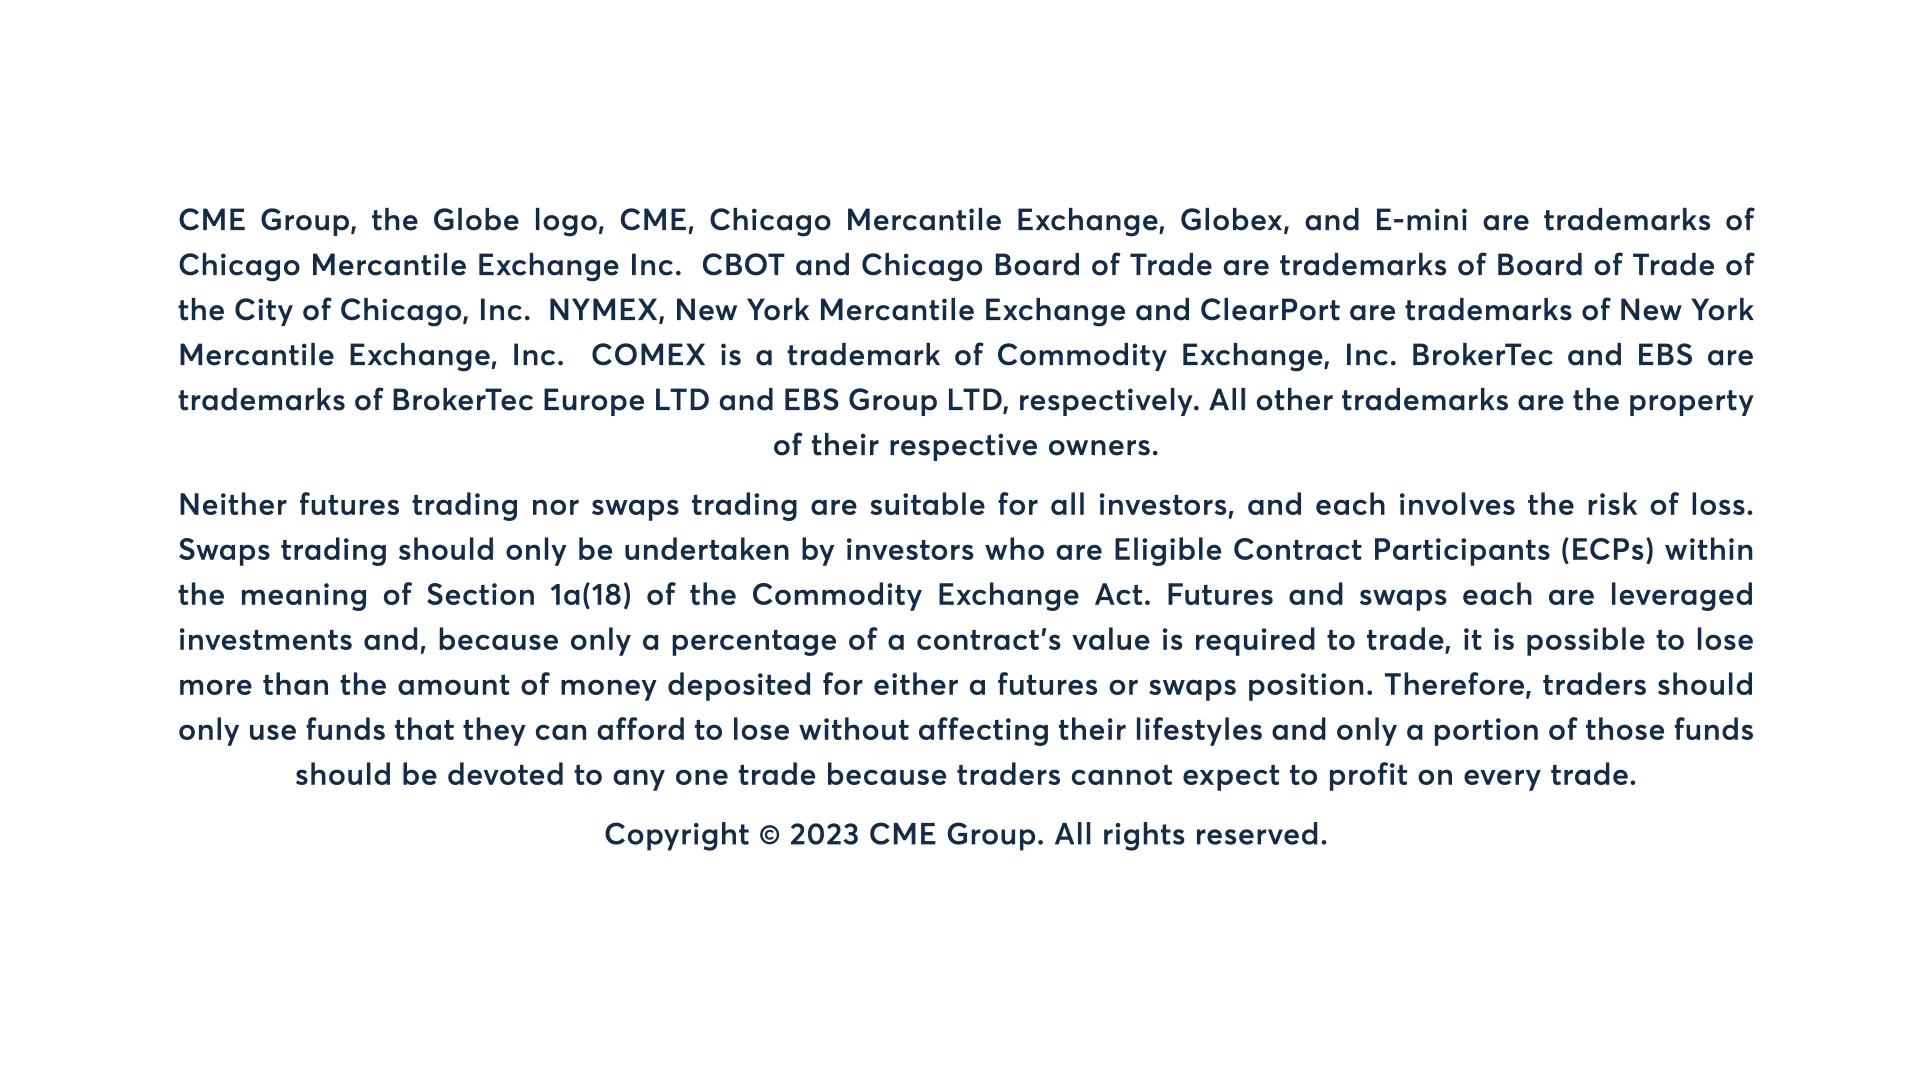 CME Group, the Globe logo, CME, Chicago Mercantile Exchange, Globex, and E-mini are trademarks of
Chicago Mercantile Exchange Inc.  CBOT and Chicago Board of Trade are trademarks of Board of Trade of
the City of Chicago, Inc.  NYMEX, New York Mercantile Exchange and ClearPort are trademarks of New York
Mercantile Exchange, Inc.  COMEX is a trademark of Commodity Exchange, Inc. BrokerTec and EBS are
trademarks of BrokerTec Europe LTD and EBS Group LTD, respectively. All other trademarks are the property
of their respective owners.
Neither futures trading nor swaps trading are suitable for all investors, and each involves the risk of loss.
Swaps trading should only be undertaken by investors who are Eligible Contract Participants (ECPs) within
the meaning of Section 1a(18) of the Commodity Exchange Act. Futures and swaps each are leveraged
investments and, because only a percentage of a contract's value is required to trade, it is possible to lose
more than the amount of money deposited for either a futures or swaps position. Therefore, traders should
only use funds that they can afford to lose without affecting their lifestyles and only a portion of those funds
should be devoted to any one trade because traders cannot expect to profit on every trade.
Copyright © 2023 CME Group. All rights reserved.